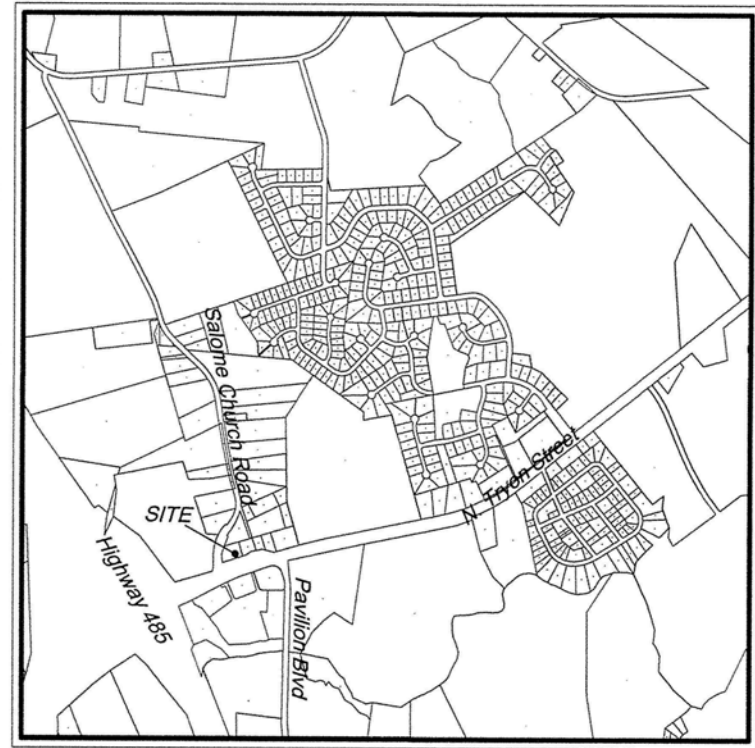 Salome Church Road
N. Tryon Street
SITE
Highway 485
Pavilion Blvd